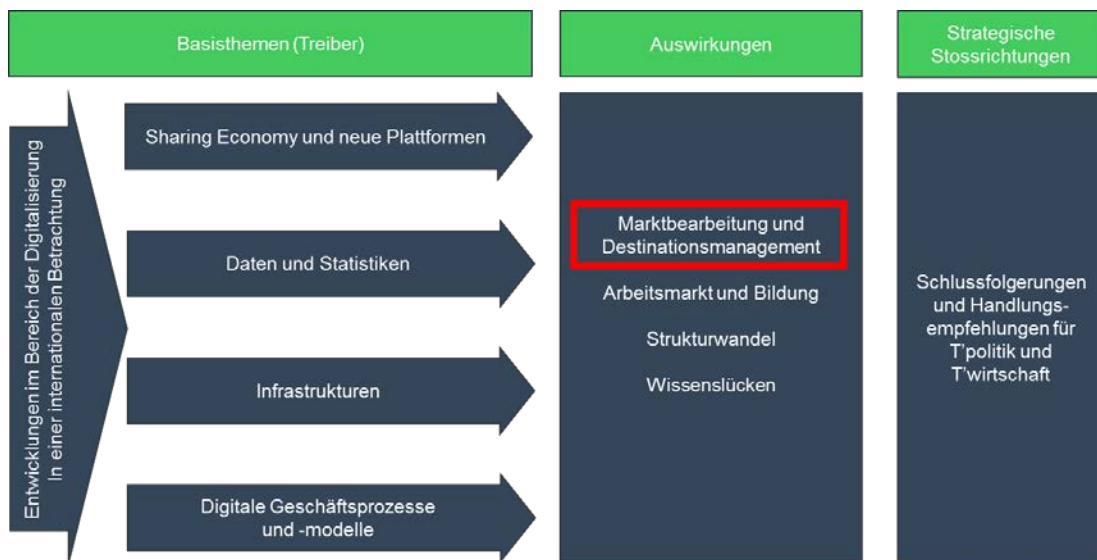 Basisthemen (Treiber)
Auswirkungen
Strategische
Stossrichtungen
Entwicklungen im Bereich der Digitalisierung
In einer internationalen Betrachtung
Sharing Economy und neue Plattformen
Daten und Statistiken
Infrastrukturen
Digitale Geschäftsprozesse
und -modelle
Marktbearbeitung und
Destinationsmanagement
Arbeitsmarkt und Bildung
Strukturwandel
Wissenslücken
Schlussfolgerungen
und Handlungs-
empfehlungen für
T'politik und
T'wirtschaft